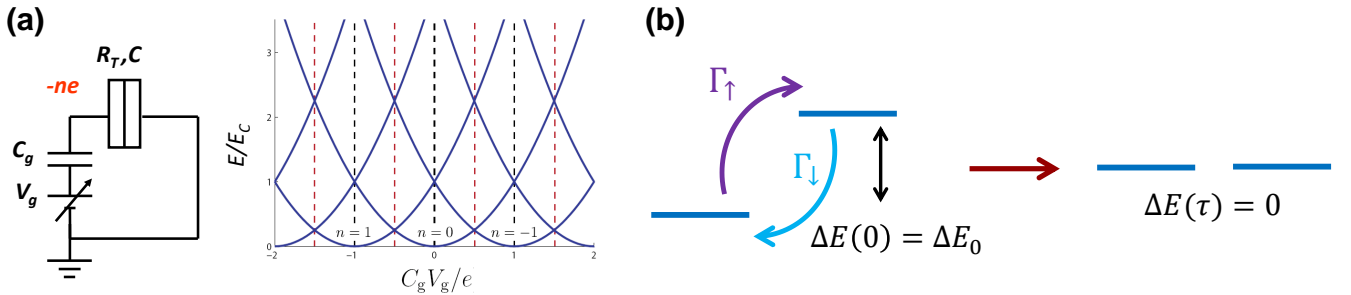 (a)
R_T,C
-ne
C_g
V_g
E/E_C
3
2
1
0
n = 1
n = 0
n = −1
-2
-1
0
1
2
C_gV_g/e
(b)
Γ↑
Γ↓
ΔE(0) = ΔE₀
ΔE(τ) = 0